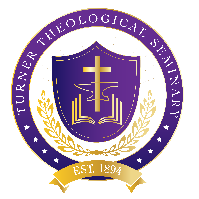 TURNER THEOLOGICAL SEMINARY
EST. 1894